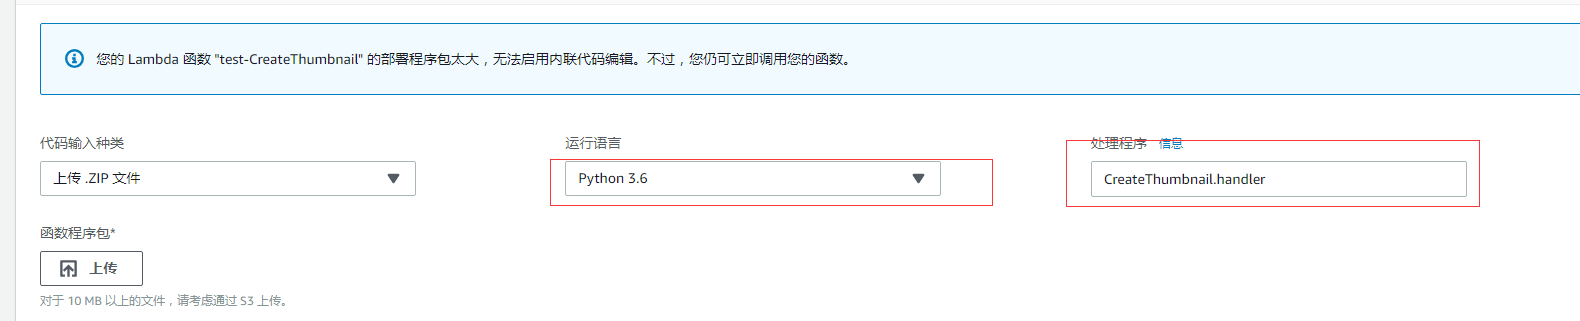 您的 Lambda 函数 "test-CreateThumbnail" 的部署程序包太大，无法启用内联代码编辑。不过，您仍可立即调用您的函数。
代码输入种类 运行语言 处理程序 信息
上传 .ZIP 文件 Python 3.6 CreateThumbnail.handler
函数程序包*
上传
对于 10 MB 以上的文件，请考虑通过 S3 上传。